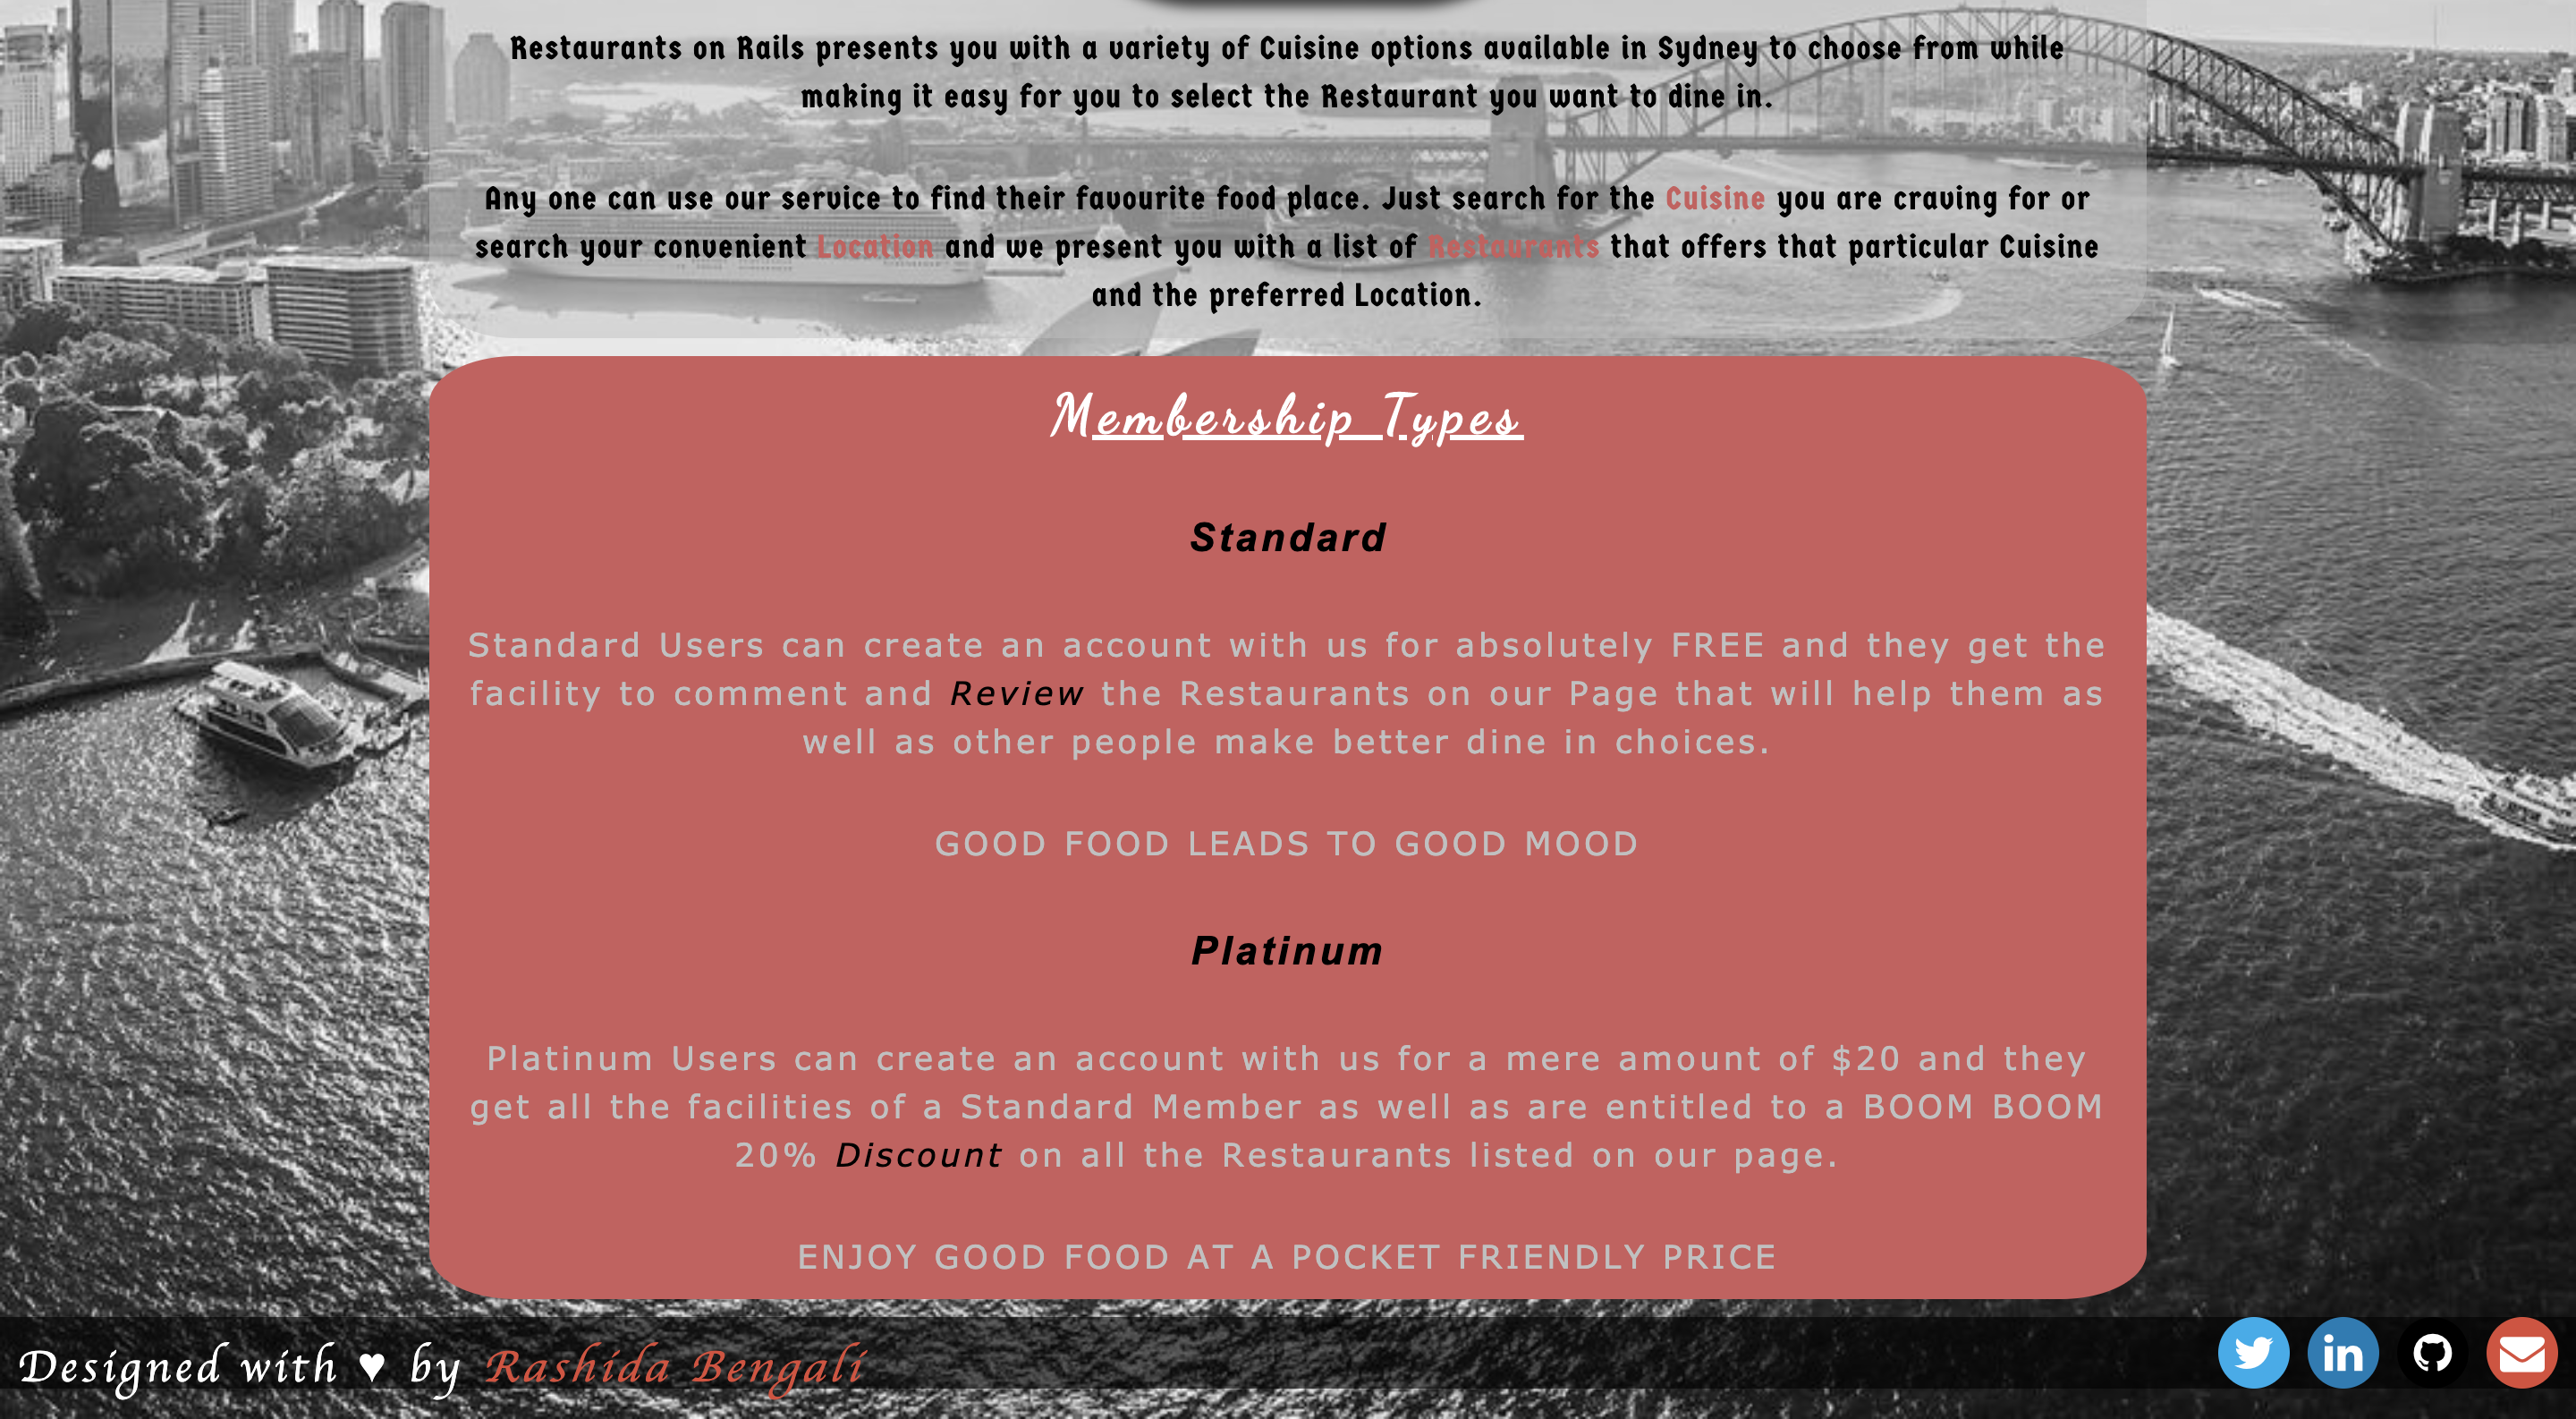 Restaurants on Rails presents you with a variety of Cuisine options available in Sydney to choose from while
making it easy for you to select the Restaurant you want to dine in.
Any one can use our service to find their favourite food place. Just search for the Cuisine you are craving for or
search your convenient Location and we present you with a list of Restaurants that offers that particular Cuisine
and the preferred Location.
Membership Types
Standard
Standard Users can create an account with us for absolutely FREE and they get the
facility to comment and Review the Restaurants on our Page that will help them as
well as other people make better dine in choices.
GOOD FOOD LEADS TO GOOD MOOD
Platinum
Platinum Users can create an account with us for a mere amount of $20 and they
get all the facilities of a Standard Member as well as are entitled to a BOOM BOOM
20% Discount on all the Restaurants listed on our page.
ENJOY GOOD FOOD AT A POCKET FRIENDLY PRICE
Designed with ♥ by Rashida Bengali
in